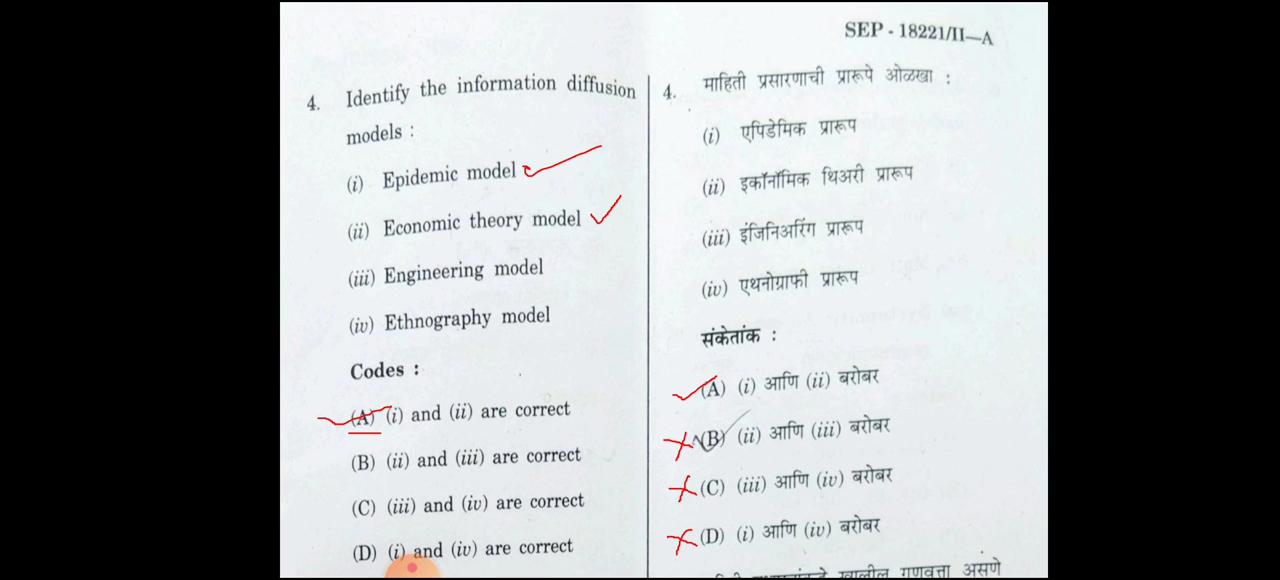 SEP - 18221/II—A
4. Identify the information diffusion
models :
(i) Epidemic model
(ii) Economic theory model
(iii) Engineering model
(iv) Ethnography model
Codes :
(A) (i) and (ii) are correct
(B) (ii) and (iii) are correct
(C) (iii) and (iv) are correct
(D) (i) and (iv) are correct
4. माहिती प्रसारणाची प्रारूपे ओळखा :
(i) एपिडेमिक प्रारूप
(ii) इकॉनॉमिक थिअरी प्रारूप
(iii) इंजिनिअरिंग प्रारूप
(iv) एथनोग्राफी प्रारूप
संकेतांक :
(A) (i) आणि (ii) बरोबर
(B) (ii) आणि (iii) बरोबर
(C) (iii) आणि (iv) बरोबर
(D) (i) आणि (iv) बरोबर
खालील गुणवत्ता असणे